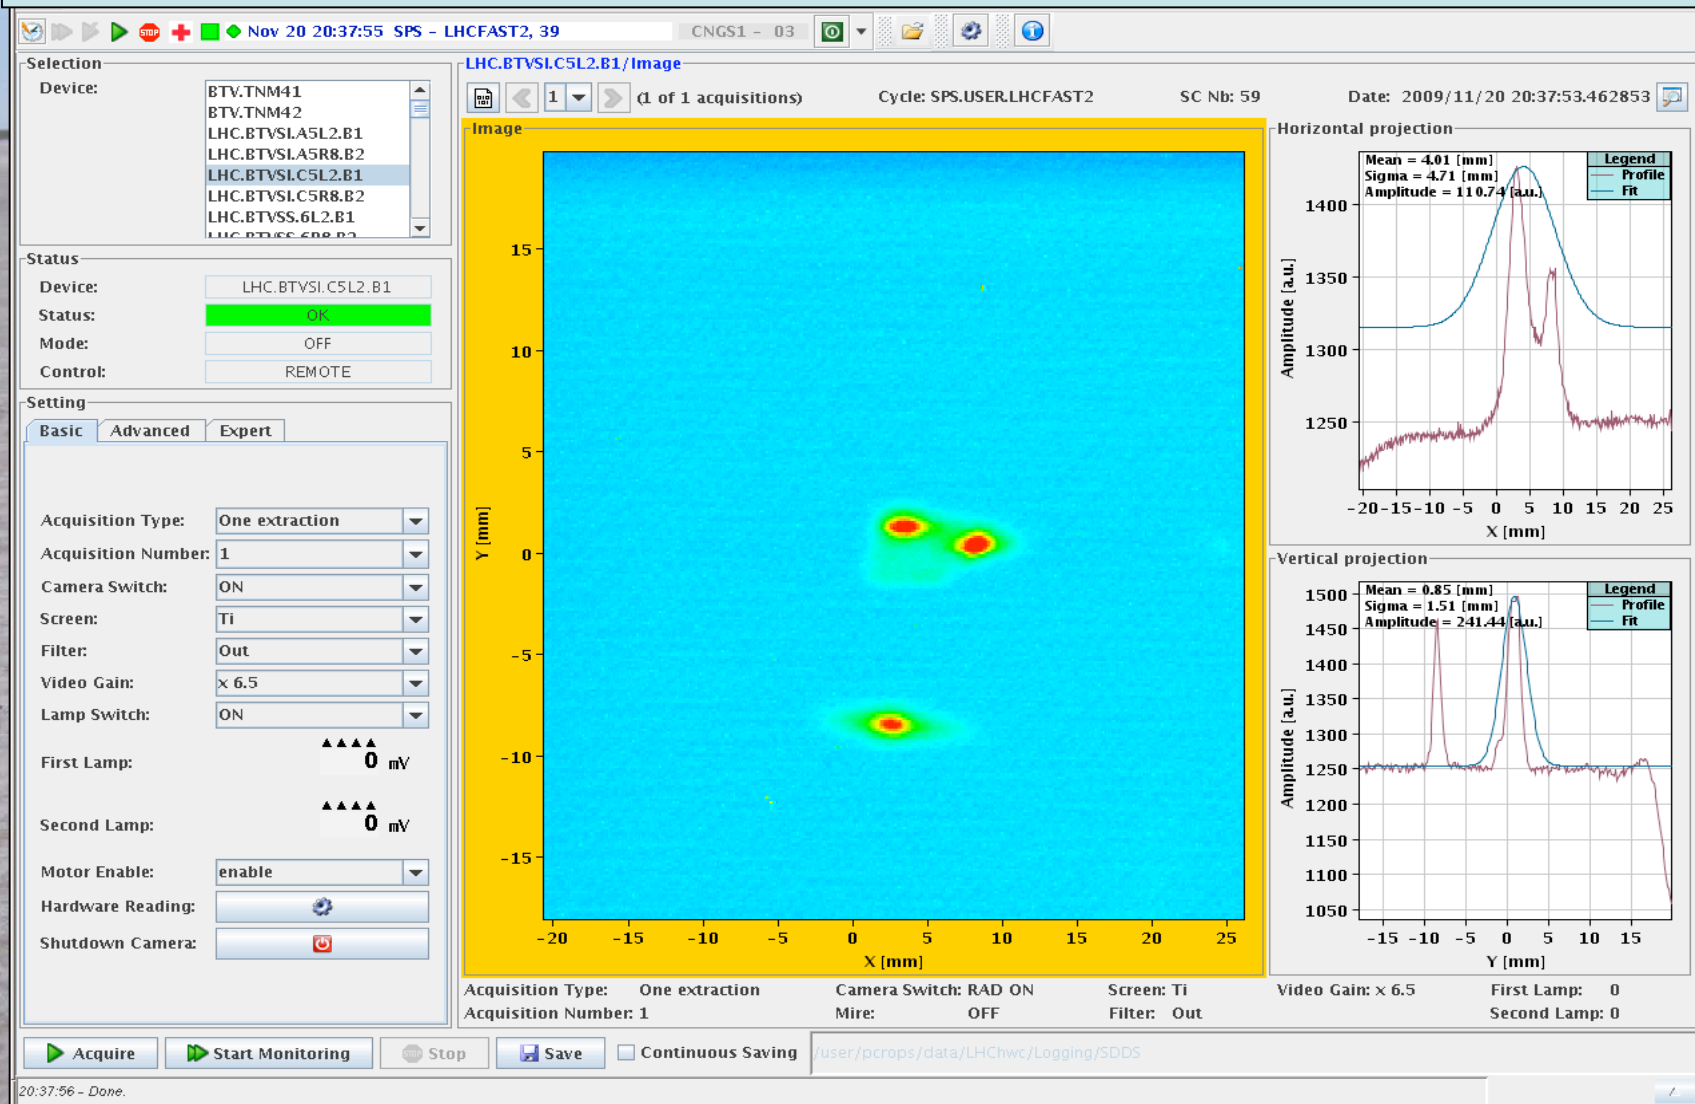 Nov 20 20:37:55 SPS - LHCFAST2, 39
CNGS1 - 03
Selection
Device:
BTV.TNM41
BTV.TNM42
LHC.BTVSI.A5L2.B1
LHC.BTVSI.A5R8.B2
LHC.BTVSI.C5L2.B1
LHC.BTVSI.C5R8.B2
LHC.BTVSS.6L2.B1
LHC.BTVSS.6R8.B2
Status
Device: LHC.BTVSI.C5L2.B1
Status: OK
Mode: OFF
Control: REMOTE
Setting
Basic Advanced Expert
Acquisition Type: One extraction
Acquisition Number: 1
Camera Switch: ON
Screen: Ti
Filter: Out
Video Gain: x 6.5
Lamp Switch: ON
First Lamp: 0 mV
Second Lamp: 0 mV
Motor Enable: enable
Hardware Reading:
Shutdown Camera:
LHC.BTVSI.C5L2.B1/Image
1 (1 of 1 acquisitions) Cycle: SPS.USER.LHCFAST2 SC Nb: 59 Date: 2009/11/20 20:37:53.462853
Image
15
10
5
0
-5
-10
-15
Y [mm]
-20 -15 -10 -5 0 5 10 15 20 25
X [mm]
Horizontal projection
Mean = 4.01 [mm]
Sigma = 4.71 [mm]
Amplitude = 110.74 [a.u.]
Legend
Profile
Fit
1400
1350
1300
1250
Amplitude [a.u.]
-20 -15 -10 -5 0 5 10 15 20 25
X [mm]
Vertical projection
Mean = 0.85 [mm]
Sigma = 1.51 [mm]
Amplitude = 241.44 [a.u.]
Legend
Profile
Fit
1500
1450
1400
1350
1300
1250
1200
1150
1100
1050
Amplitude [a.u.]
-15 -10 -5 0 5 10 15
Y [mm]
Acquisition Type: One extraction Camera Switch: RAD ON Screen: Ti Video Gain: x 6.5 First Lamp: 0
Acquisition Number: 1 Mire: OFF Filter: Out Second Lamp: 0
Acquire Start Monitoring STOP Stop Save Continuous Saving /user/pcrops/data/LHChwc/Logging/SDDS
20:37:56 - Done.